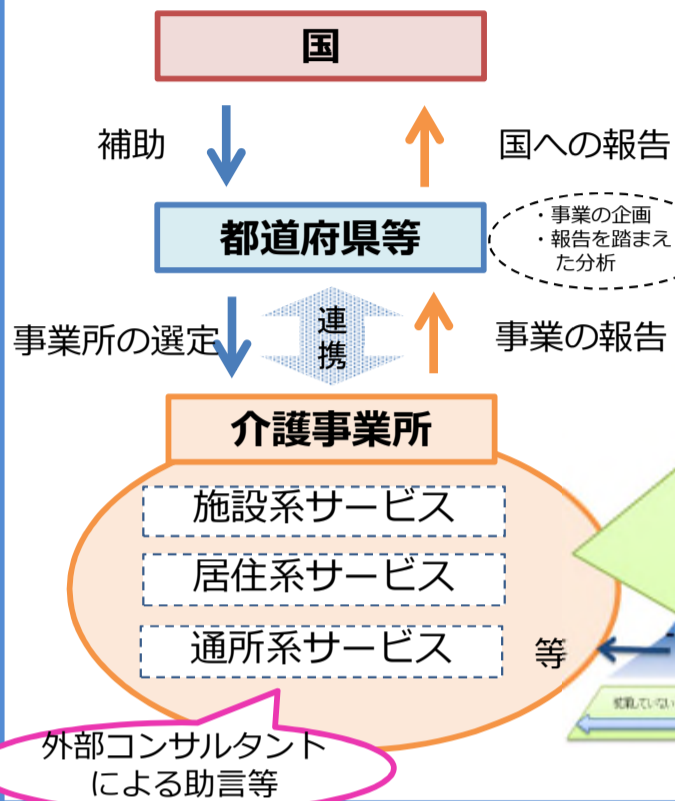 国
補助
国への報告
都道府県等
・事業の企画
・報告を踏まえ
た分析
事業所の選定
連
携
事業の報告
介護事業所
施設系サービス
居住系サービス
通所系サービス
等
外部コンサルタント
による助言等